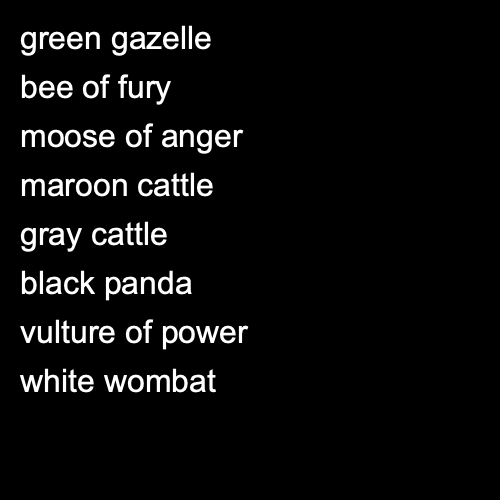 green gazelle
bee of fury
moose of anger
maroon cattle
gray cattle
black panda
vulture of power
white wombat